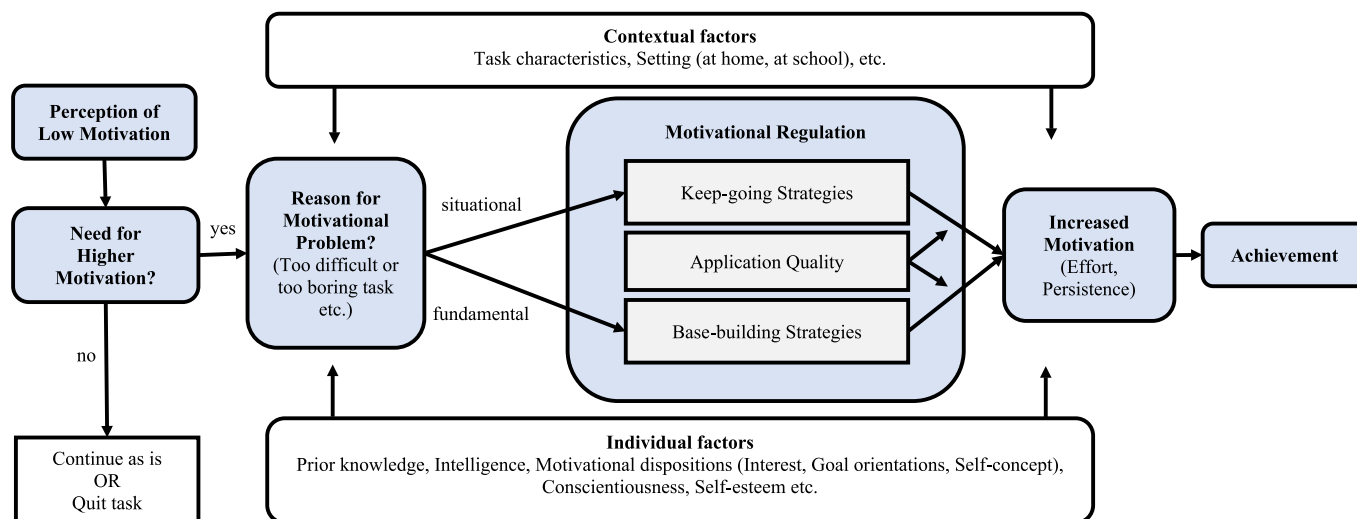 Contextual factors
Task characteristics, Setting (at home, at school), etc.
Perception of
Low Motivation
Need for
Higher
Motivation?
yes
no
Continue as is
OR
Quit task
Reason for
Motivational
Problem?
(Too difficult or
too boring task
etc.)
situational
fundamental
Motivational Regulation
Keep-going Strategies
Application Quality
Base-building Strategies
Increased
Motivation
(Effort,
Persistence)
Achievement
Individual factors
Prior knowledge, Intelligence, Motivational dispositions (Interest, Goal orientations, Self-concept),
Conscientiousness, Self-esteem etc.